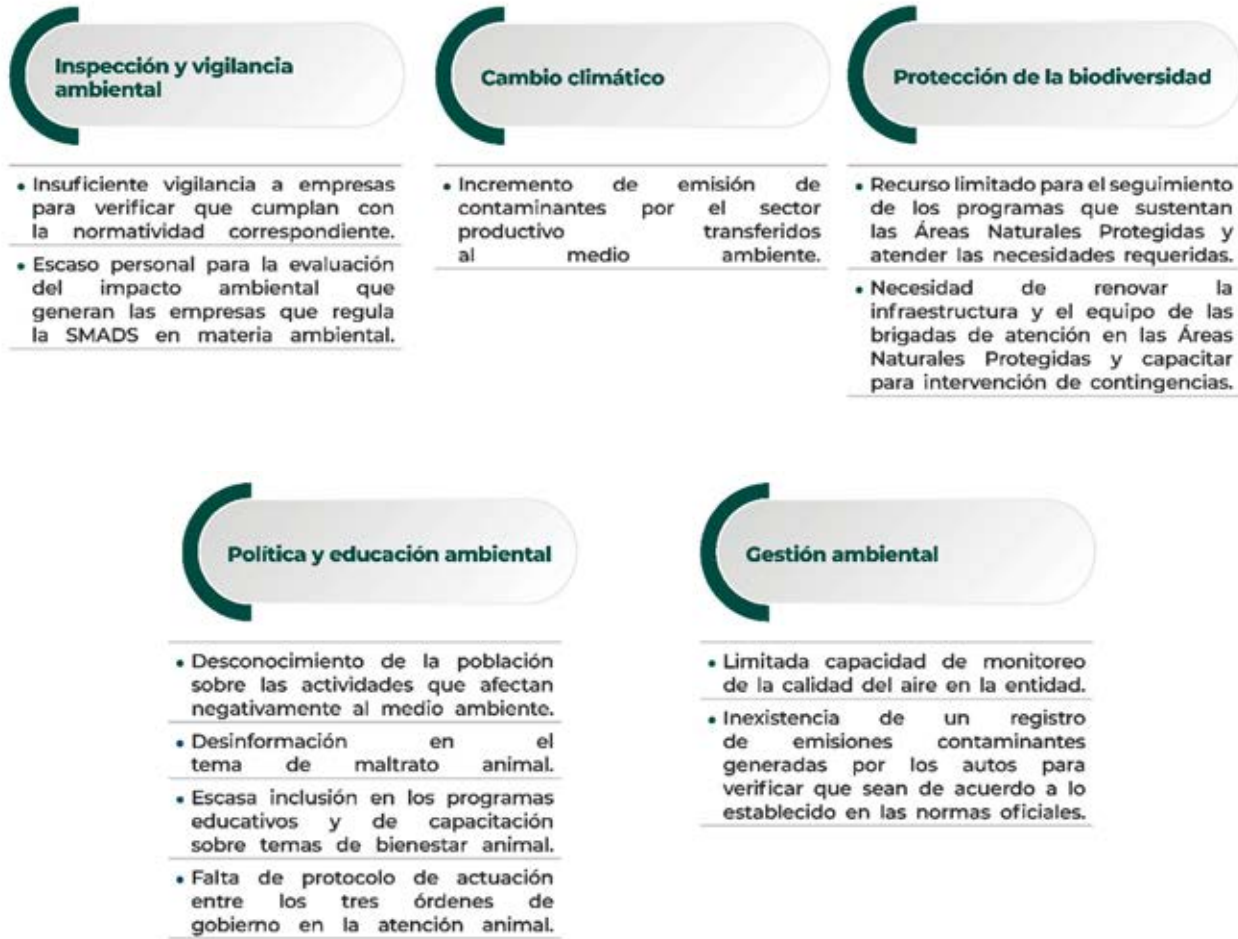 Inspección y vigilancia
ambiental
• Insuficiente vigilancia a empresas
para verificar que cumplan con
la normatividad correspondiente.
• Escaso personal para la evaluación
del impacto ambiental que
generan las empresas que regula
la SMADS en materia ambiental.
Cambio climático
• Incremento de emisión de
contaminantes por el sector
productivo transferidos
al medio ambiente.
Protección de la biodiversidad
• Recurso limitado para el seguimiento
de los programas que sustentan
las Áreas Naturales Protegidas y
atender las necesidades requeridas.
• Necesidad de renovar la
infraestructura y el equipo de las
brigadas de atención en las Áreas
Naturales Protegidas y capacitar
para intervención de contingencias.
Política y educación ambiental
• Desconocimiento de la población
sobre las actividades que afectan
negativamente al medio ambiente.
• Desinformación en el
tema de maltrato animal.
• Escasa inclusión en los programas
educativos y de capacitación
sobre temas de bienestar animal.
• Falta de protocolo de actuación
entre los tres órdenes de
gobierno en la atención animal.
Gestión ambiental
• Limitada capacidad de monitoreo
de la calidad del aire en la entidad.
• Inexistencia de un registro
de emisiones contaminantes
generadas por los autos para
verificar que sean de acuerdo a lo
establecido en las normas oficiales.